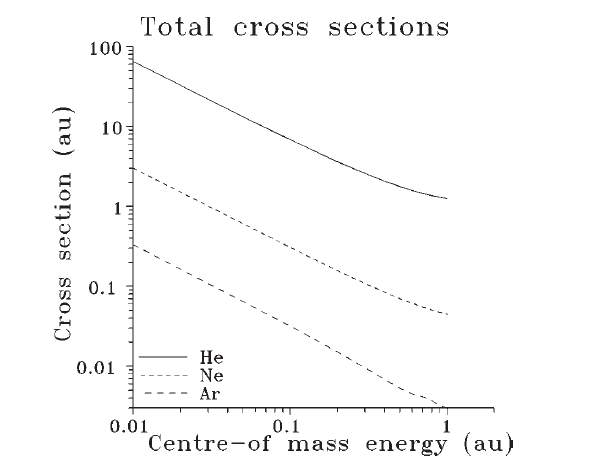 Total cross sections
Cross section (au)
100
10
1
0.1
0.01
He
Ne
Ar
0.01 0.1 1
Centre-of mass energy (au)